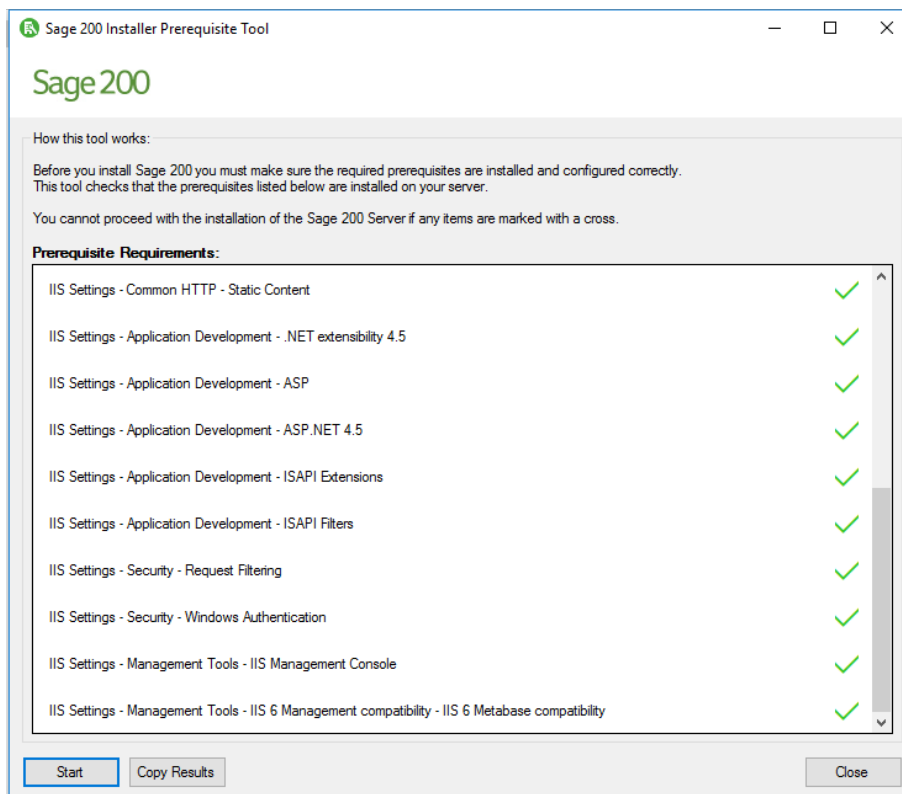 Sage 200 Installer Prerequisite Tool
Sage 200
How this tool works:
Before you install Sage 200 you must make sure the required prerequisites are installed and configured correctly.
This tool checks that the prerequisites listed below are installed on your server.
You cannot proceed with the installation of the Sage 200 Server if any items are marked with a cross.
Prerequisite Requirements:
IIS Settings - Common HTTP - Static Content
IIS Settings - Application Development - .NET extensibility 4.5
IIS Settings - Application Development - ASP
IIS Settings - Application Development - ASP.NET 4.5
IIS Settings - Application Development - ISAPI Extensions
IIS Settings - Application Development - ISAPI Filters
IIS Settings - Security - Request Filtering
IIS Settings - Security - Windows Authentication
IIS Settings - Management Tools - IIS Management Console
IIS Settings - Management Tools - IIS 6 Management compatibility - IIS 6 Metabase compatibility
Start
Copy Results
Close